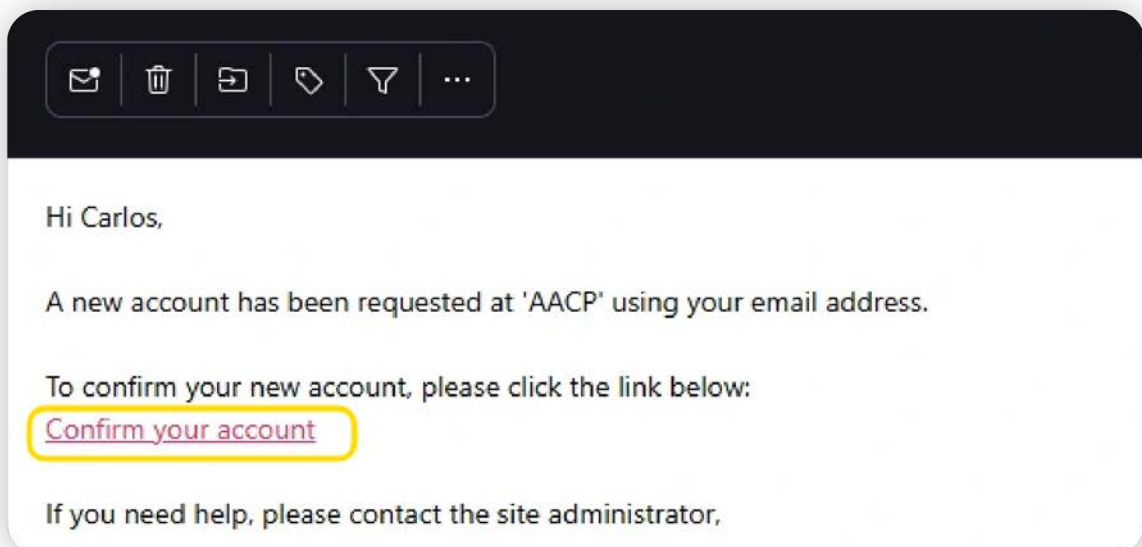 Hi Carlos,
A new account has been requested at 'AACP' using your email address.
To confirm your new account, please click the link below:
Confirm your account
If you need help, please contact the site administrator,